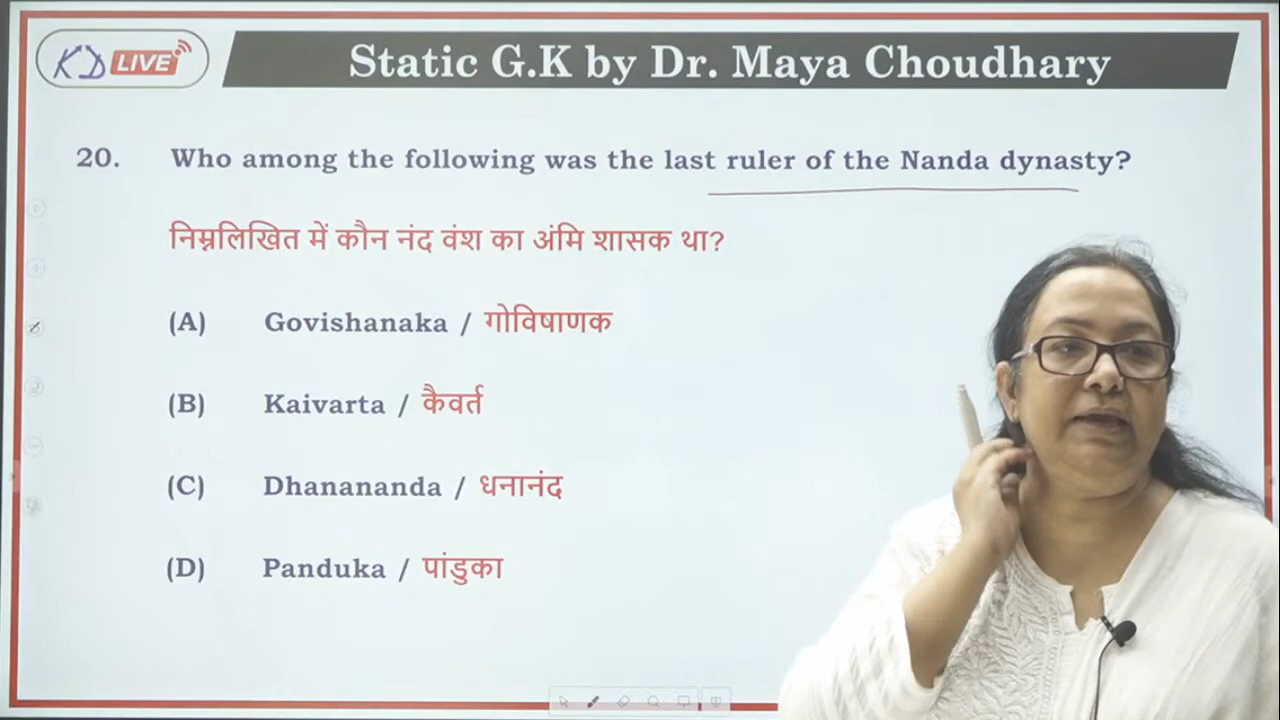 KD LIVE
Static G.K by Dr. Maya Choudhary
20. Who among the following was the last ruler of the Nanda dynasty?
निम्नलिखित में कौन नंद वंश का अंमि शासक था?
(A) Govishanaka / गोविषाणक
(B) Kaivarta / कैवर्त
(C) Dhanananda / धनानंद
(D) Panduka / पांडुका